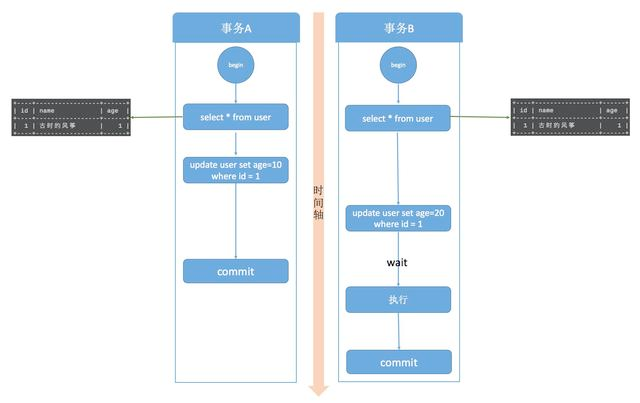 事务A
begin
select * from user
update user set age=10
where id = 1
commit
| id | name | age |
| 1 | 古时的风筝 | 1 |
时间轴
事务B
begin
select * from user
update user set age=20
where id = 1
wait
执行
commit
| id | name | age |
| 1 | 古时的风筝 | 1 |